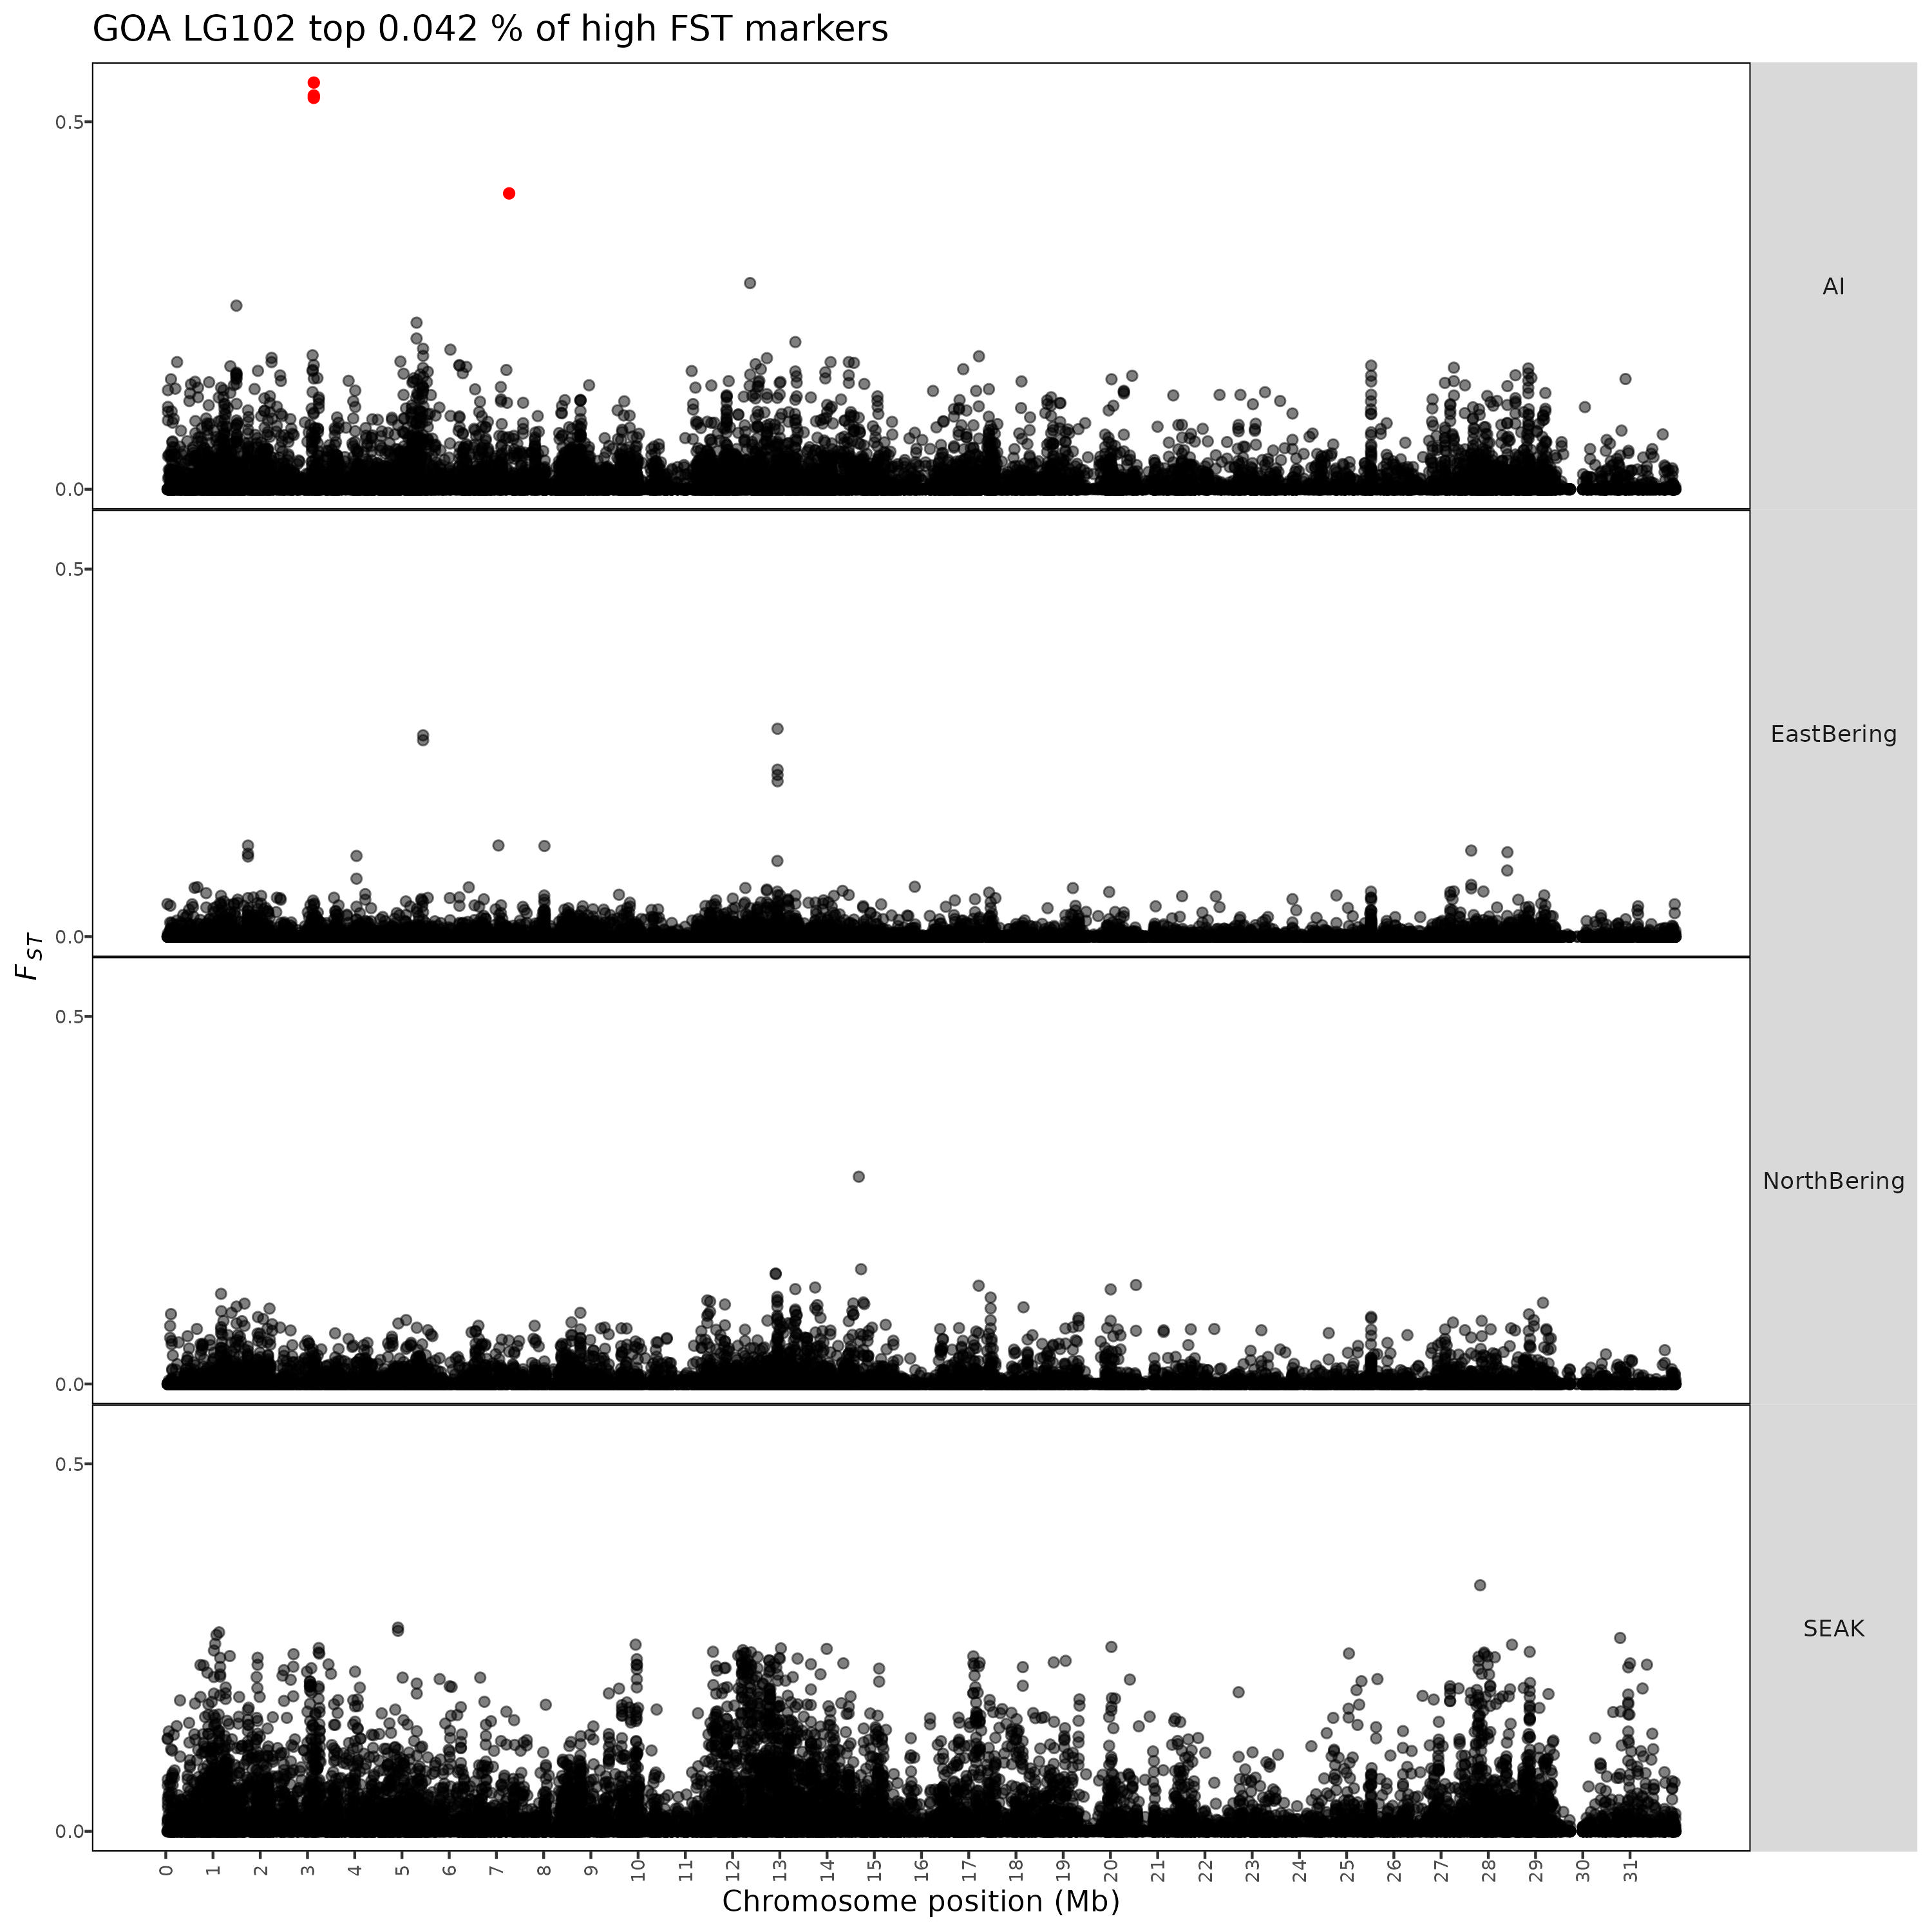 GOA LG102 top 0.042 % of high FST markers
0.5
0.0
AI
0.5
0.0
EastBering
0.5
0.0
NorthBering
0.5
0.0
SEAK
FST
0 1 2 3 4 5 6 7 8 9 10 11 12 13 14 15 16 17 18 19 20 21 22 23 24 25 26 27 28 29 30 31
Chromosome position (Mb)